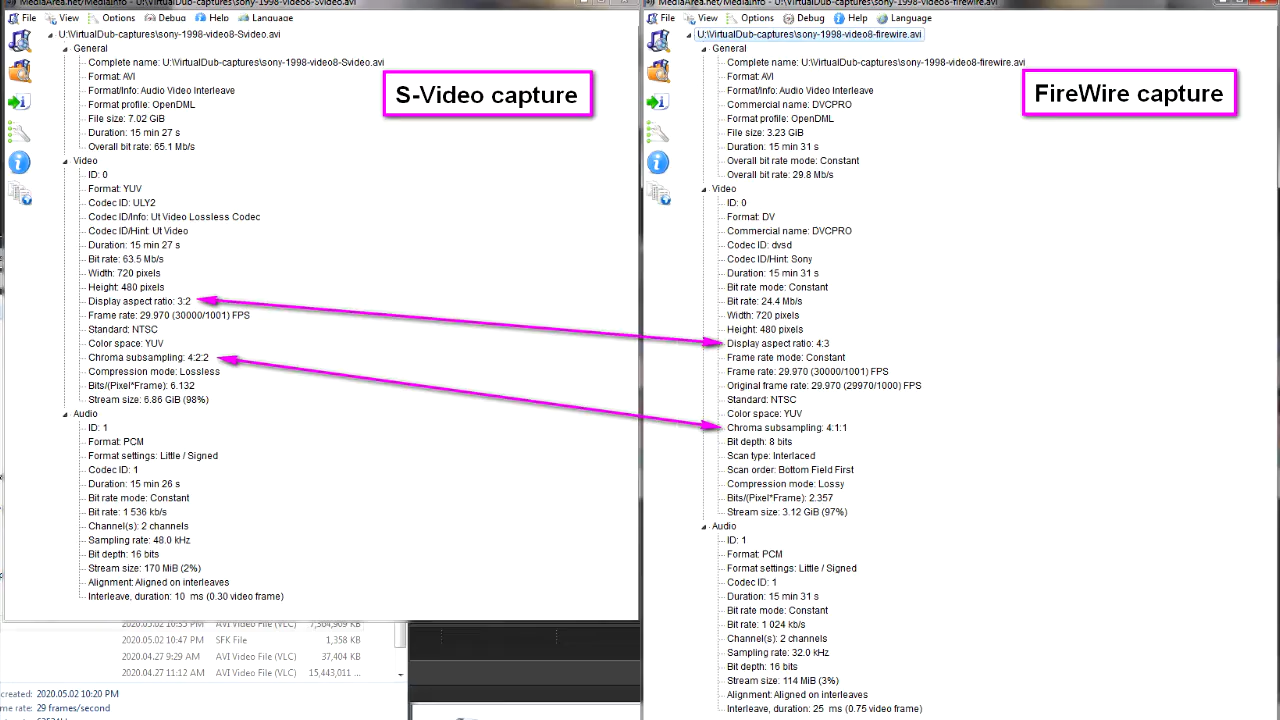 MediaArea.net/MediaInfo - U:\VirtualDub-captures\sony-1998-video8-Svideo.avi
File View Options Debug Help Language
U:\VirtualDub-captures\sony-1998-video8-Svideo.avi
General
Complete name: U:\VirtualDub-captures\sony-1998-video8-Svideo.avi
Format: AVI
Format/Info: Audio Video Interleave
Format profile: OpenDML
File size: 7.02 GiB
Duration: 15 min 27 s
Overall bit rate: 65.1 Mb/s
S-Video capture
Video
ID: 0
Format: YUV
Codec ID: ULY2
Codec ID/Info: Ut Video Lossless Codec
Codec ID/Hint: Ut Video
Duration: 15 min 27 s
Bit rate: 63.5 Mb/s
Width: 720 pixels
Height: 480 pixels
Display aspect ratio: 3:2
Frame rate: 29.970 (30000/1001) FPS
Standard: NTSC
Color space: YUV
Chroma subsampling: 4:2:2
Compression mode: Lossless
Bits/(Pixel*Frame): 6.132
Stream size: 6.86 GiB (98%)
Audio
ID: 1
Format: PCM
Format settings: Little / Signed
Codec ID: 1
Duration: 15 min 26 s
Bit rate mode: Constant
Bit rate: 1 536 kb/s
Channel(s): 2 channels
Sampling rate: 48.0 kHz
Bit depth: 16 bits
Stream size: 170 MiB (2%)
Alignment: Aligned on interleaves
Interleave, duration: 10 ms (0.30 video frame)
2020.05.02 10:35 PM AVI Video File (VLC) 7,364,909 KB
2020.05.02 10:47 PM SFK File 1,358 KB
2020.04.27 9:29 AM AVI Video File (VLC) 37,404 KB
2020.04.27 11:12 AM AVI Video File (VLC) 15,443,011 ...
created: 2020.05.02 10:20 PM
me rate: 29 frames/second
MediaArea.net/MediaInfo - U:\VirtualDub-captures\sony-1998-video8-firewire.avi
File View Options Debug Help Language
U:\VirtualDub-captures\sony-1998-video8-firewire.avi
General
Complete name: U:\VirtualDub-captures\sony-1998-video8-firewire.avi
Format: AVI
Format/Info: Audio Video Interleave
Commercial name: DVCPRO
Format profile: OpenDML
File size: 3.23 GiB
Duration: 15 min 31 s
Overall bit rate mode: Constant
Overall bit rate: 29.8 Mb/s
FireWire capture
Video
ID: 0
Format: DV
Commercial name: DVCPRO
Codec ID: dvsd
Codec ID/Hint: Sony
Duration: 15 min 31 s
Bit rate mode: Constant
Bit rate: 24.4 Mb/s
Width: 720 pixels
Height: 480 pixels
Display aspect ratio: 4:3
Frame rate mode: Constant
Frame rate: 29.970 (30000/1001) FPS
Original frame rate: 29.970 (29970/1000) FPS
Standard: NTSC
Color space: YUV
Chroma subsampling: 4:1:1
Bit depth: 8 bits
Scan type: Interlaced
Scan order: Bottom Field First
Compression mode: Lossy
Bits/(Pixel*Frame): 2.357
Stream size: 3.12 GiB (97%)
Audio
ID: 1
Format: PCM
Format settings: Little / Signed
Codec ID: 1
Duration: 15 min 31 s
Bit rate mode: Constant
Bit rate: 1 024 kb/s
Channel(s): 2 channels
Sampling rate: 32.0 kHz
Bit depth: 16 bits
Stream size: 114 MiB (3%)
Alignment: Aligned on interleaves
Interleave, duration: 25 ms (0.75 video frame)